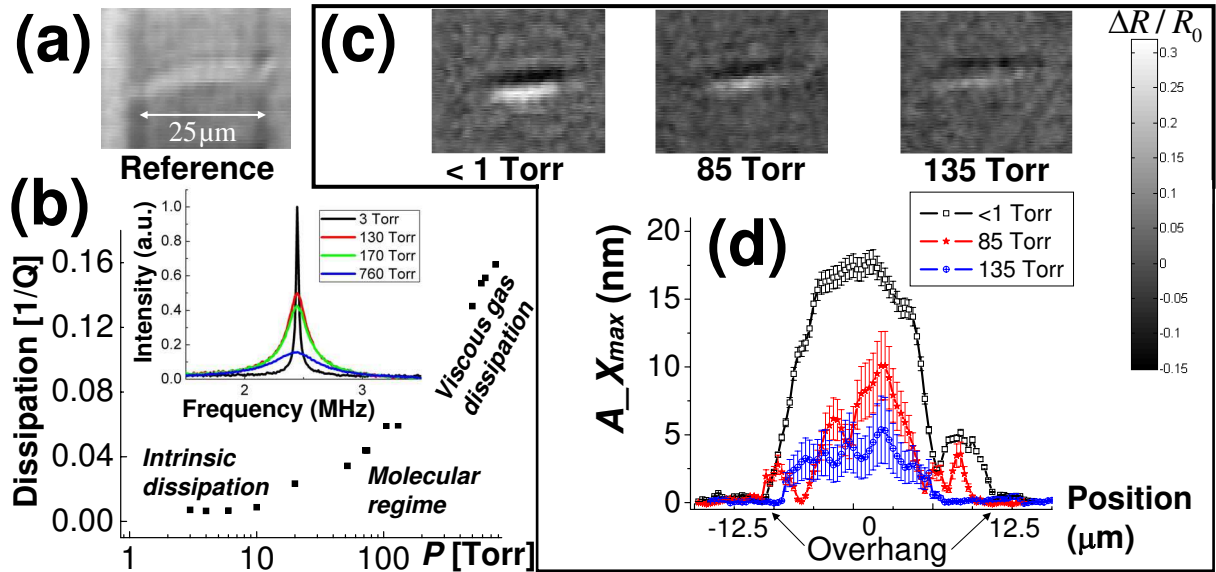 (a)
25µm
Reference
(c)
< 1 Torr
85 Torr
135 Torr
ΔR / R0
0.3
0.25
0.2
0.15
0.1
0.05
0
-0.05
-0.1
-0.15
(b)
Dissipation [1/Q]
0.16
0.12
0.08
0.04
0.00
1
10
100
P [Torr]
Intrinsic
dissipation
Molecular
regime
Viscous gas
dissipation
Intensity (a.u.)
1.0
0.8
0.6
0.4
0.2
0.0
2
3
Frequency (MHz)
3 Torr
130 Torr
170 Torr
760 Torr
(d)
<1 Torr
85 Torr
135 Torr
A_Xmax (nm)
20
15
10
5
0
-12.5
0
12.5
Position
(µm)
Overhang